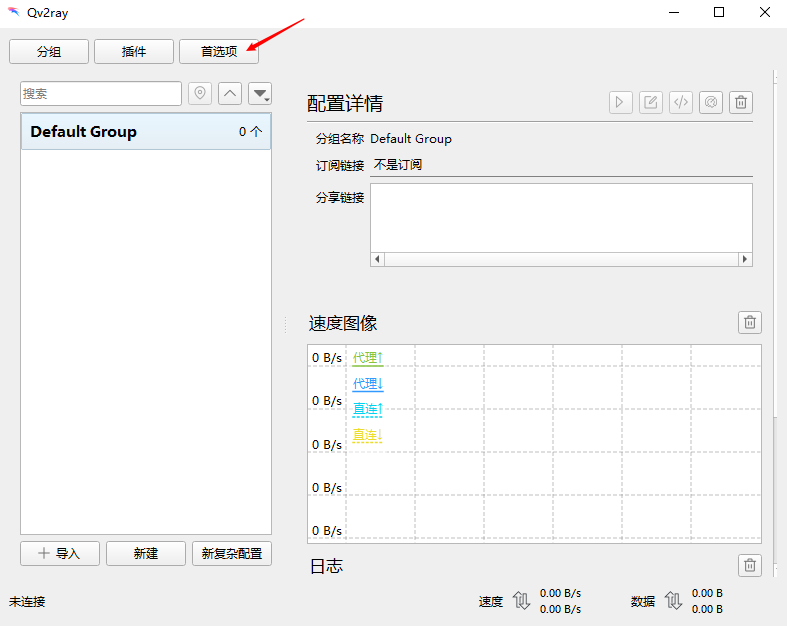 Qv2ray
分组 插件 首选项
搜索
Default Group 0 个
配置详情
分组名称 Default Group
订阅链接 不是订阅
分享链接
速度图像
0 B/s 代理↑
代理↓
0 B/s 直连↑
直连↓
0 B/s
0 B/s
0 B/s
日志
导入 新建 新复杂配置
未连接
速度 0.00 B/s 数据 0.00 B
0.00 B/s 0.00 B